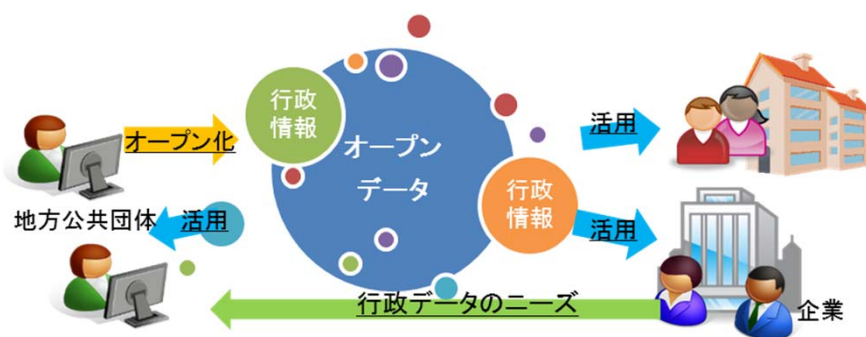 行政
情報
オープン化
オープン
データ
活用
行政
情報
地方公共団体
活用
活用
行政データのニーズ
企業